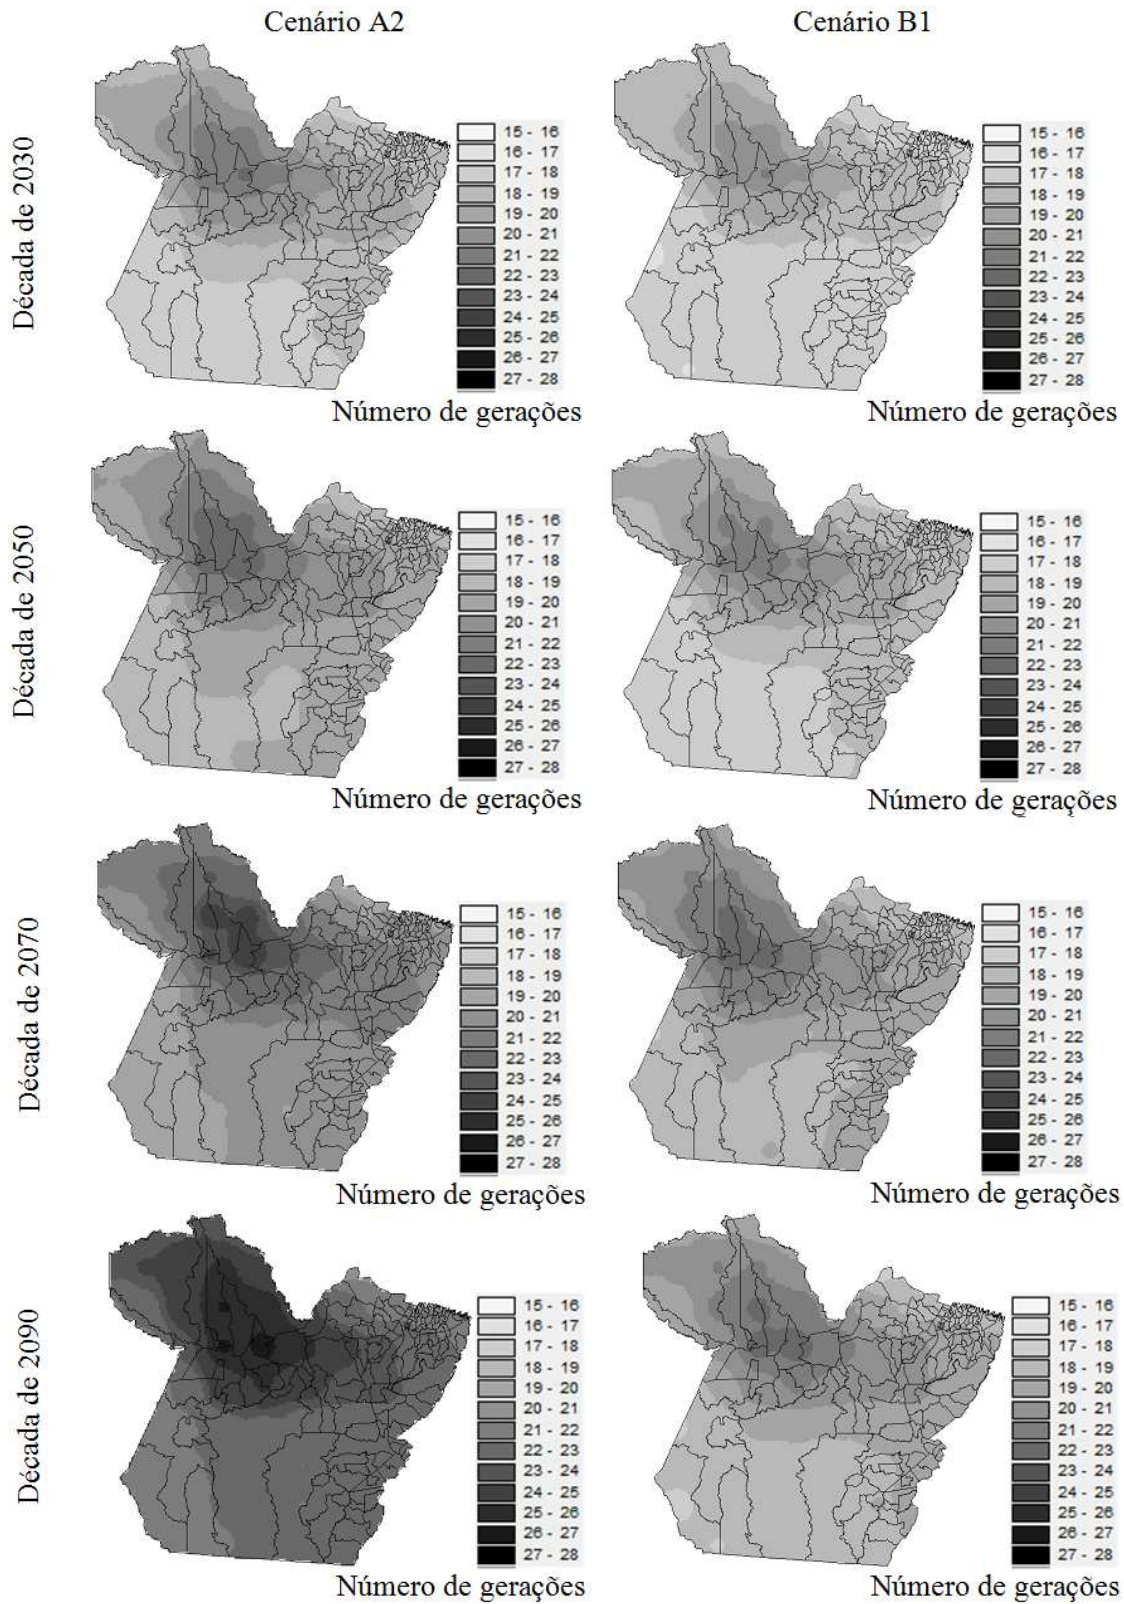 Cenário A2
Cenário B1
Década de 2030
15 - 16
16 - 17
17 - 18
18 - 19
19 - 20
20 - 21
21 - 22
22 - 23
23 - 24
24 - 25
25 - 26
26 - 27
27 - 28
Número de gerações
15 - 16
16 - 17
17 - 18
18 - 19
19 - 20
20 - 21
21 - 22
22 - 23
23 - 24
24 - 25
25 - 26
26 - 27
27 - 28
Número de gerações
Década de 2050
15 - 16
16 - 17
17 - 18
18 - 19
19 - 20
20 - 21
21 - 22
22 - 23
23 - 24
24 - 25
25 - 26
26 - 27
27 - 28
Número de gerações
15 - 16
16 - 17
17 - 18
18 - 19
19 - 20
20 - 21
21 - 22
22 - 23
23 - 24
24 - 25
25 - 26
26 - 27
27 - 28
Número de gerações
Década de 2070
15 - 16
16 - 17
17 - 18
18 - 19
19 - 20
20 - 21
21 - 22
22 - 23
23 - 24
24 - 25
25 - 26
26 - 27
27 - 28
Número de gerações
15 - 16
16 - 17
17 - 18
18 - 19
19 - 20
20 - 21
21 - 22
22 - 23
23 - 24
24 - 25
25 - 26
26 - 27
27 - 28
Número de gerações
Década de 2090
15 - 16
16 - 17
17 - 18
18 - 19
19 - 20
20 - 21
21 - 22
22 - 23
23 - 24
24 - 25
25 - 26
26 - 27
27 - 28
Número de gerações
15 - 16
16 - 17
17 - 18
18 - 19
19 - 20
20 - 21
21 - 22
22 - 23
23 - 24
24 - 25
25 - 26
26 - 27
27 - 28
Número de gerações